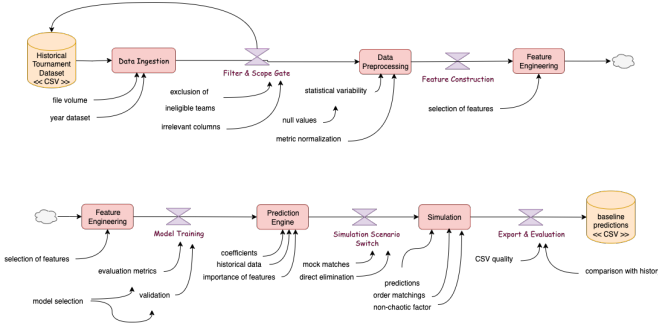 Historical
Tournament
Dataset
<< CSV >>
Data Ingestion
Filter & Scope Gate
Data
Preprocessing
Feature Construction
Feature
Engineering
file volume
year dataset
exclusion of
ineligible teams
irrelevant columns
statistical variability
null values
metric normalization
selection of features
Feature
Engineering
Model Training
Prediction
Engine
Simulation Scenario
Switch
Simulation
Export & Evaluation
baseline
predictions
<< CSV >>
selection of features
evaluation metrics
model selection
validation
coefficients
historical data
importance of features
mock matches
direct elimination
predictions
order matchings
non-chaotic factor
CSV quality
comparison with histor